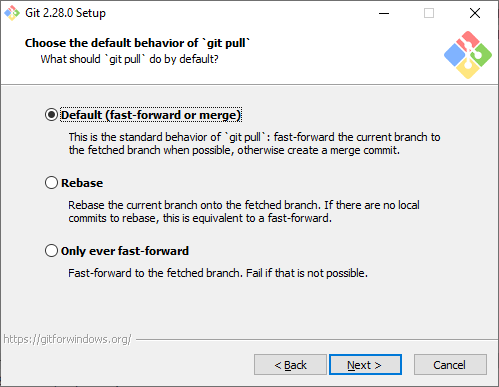 Git 2.28.0 Setup
Choose the default behavior of `git pull`
What should `git pull` do by default?
Default (fast-forward or merge)
This is the standard behavior of `git pull`: fast-forward the current branch to
the fetched branch when possible, otherwise create a merge commit.
Rebase
Rebase the current branch onto the fetched branch. If there are no local
commits to rebase, this is equivalent to a fast-forward.
Only ever fast-forward
Fast-forward to the fetched branch. Fail if that is not possible.
https://gitforwindows.org/
< Back
Next >
Cancel